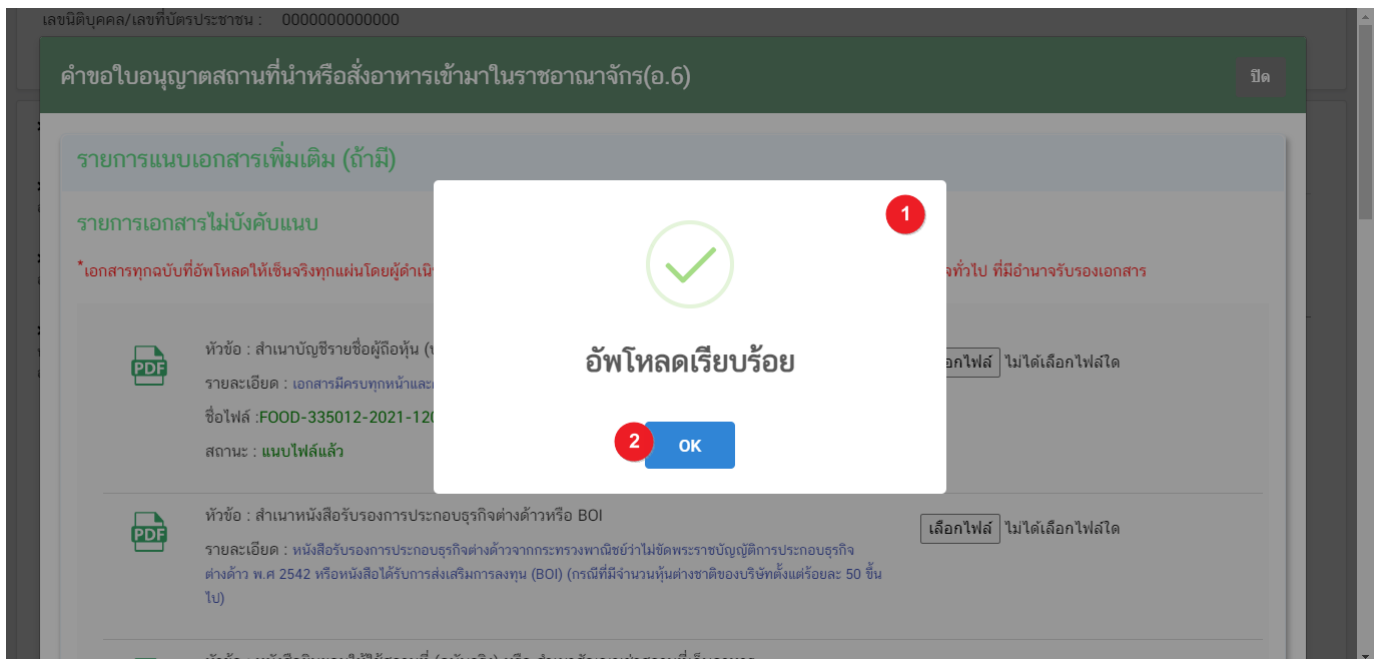 เลขนิติบุคคล/เลขที่บัตรประชาชน : 0000000000000
คำขอใบอนุญาตสถานที่นำหรือสั่งอาหารเข้ามาในราชอาณาจักร(อ.6)
ปิด
รายการแนบเอกสารเพิ่มเติม (ถ้ามี)
รายการเอกสารไม่บังคับแนบ
1
*เอกสารทุกฉบับที่อัพโหลดให้เซ็นจริงทุกแผ่นโดยผู้ดำเนิ ทั่วไป ที่มีอำนาจรับรองเอกสาร
PDF
หัวข้อ : สำเนาบัญชีรายชื่อผู้ถือหุ้น
อัพโหลดเรียบร้อย
ไม่ได้เลือกไฟล์ใด
รายละเอียด : เอกสารมีครบทุกหน้าและ
ชื่อไฟล์ :FOOD-335012-2021-120
2
OK
สถานะ : แนบไฟล์แล้ว
PDF
หัวข้อ : สำเนาหนังสือรับรองการประกอบธุรกิจต่างด้าวหรือ BOI
เลือกไฟล์ ไม่ได้เลือกไฟล์ใด
รายละเอียด : หนังสือรับรองการประกอบธุรกิจต่างด้าวจากกระทรวงพาณิชย์ว่าไม่ขัดพระราชบัญญัติการประกอบธุรกิจ
ต่างด้าว พ.ศ 2542 หรือหนังสือได้รับการส่งเสริมการลงทุน (BOI) (กรณีที่มีจำนวนหุ้นต่างชาติของบริษัทตั้งแต่ร้อยละ 50 ขึ้น
ไป)